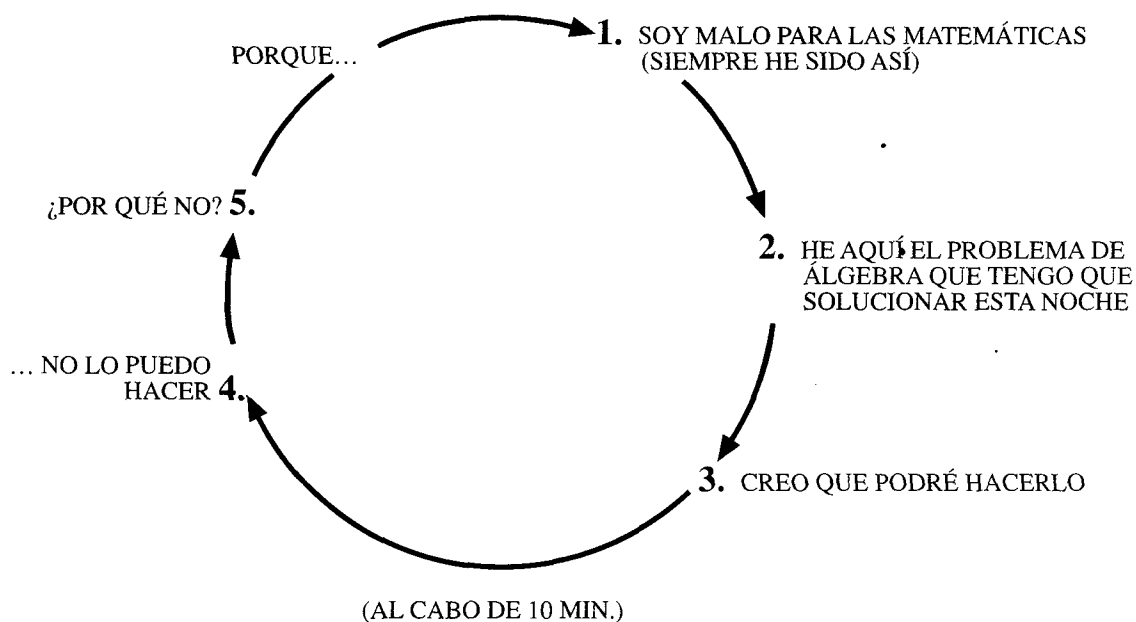 PORQUE…
1. SOY MALO PARA LAS MATEMÁTICAS
(SIEMPRE HE SIDO ASÍ)
2. HE AQUÍ EL PROBLEMA DE
ÁLGEBRA QUE TENGO QUE
SOLUCIONAR ESTA NOCHE
3. CREO QUE PODRÉ HACERLO
(AL CABO DE 10 MIN.)
… NO LO PUEDO
HACER 4.
¿POR QUÉ NO? 5.